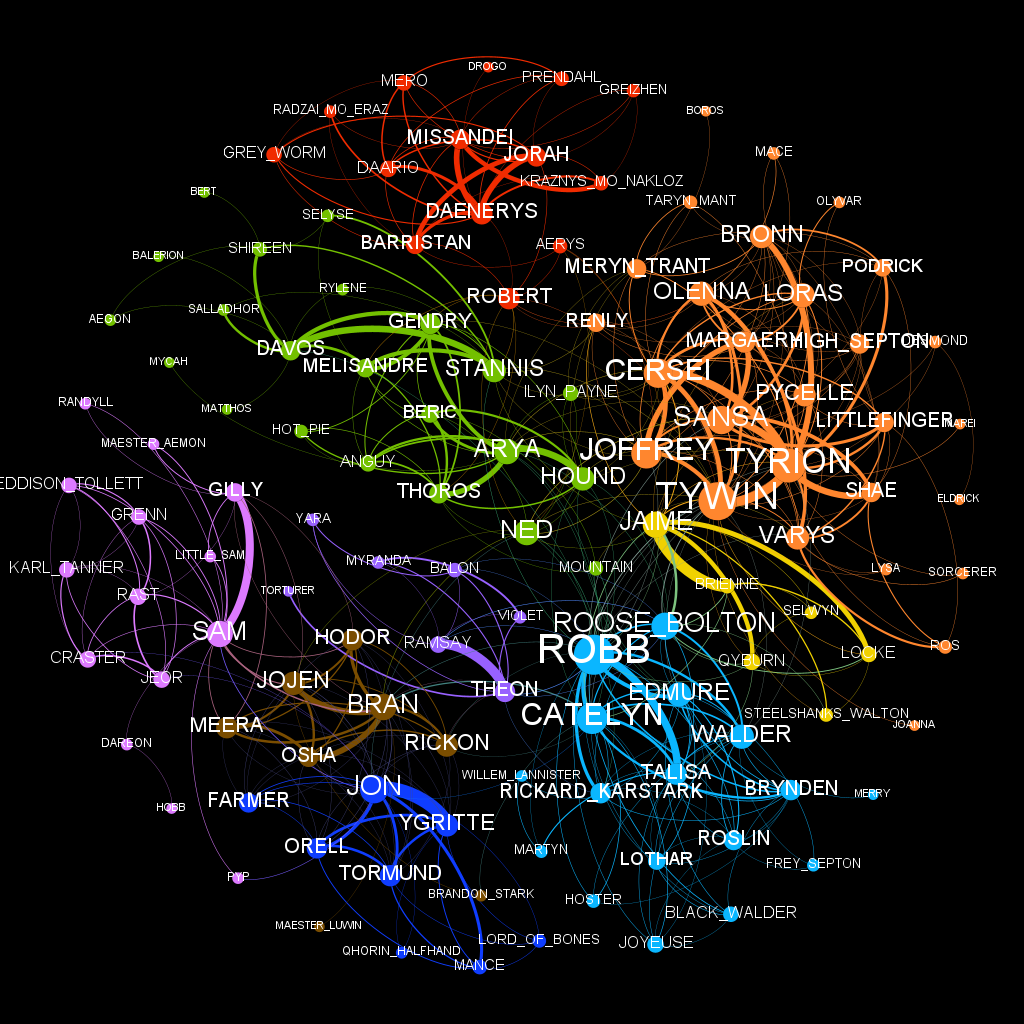 DROGO
MERO
PRENDAHL
GREIZHEN
RADZAI_MO_ERAZ
BOROS
MISSANDEI
GREY_WORM
JORAH
MACE
DAARIO
KRAZNYS_MO_NAKLOZ
BERT
TARYN_MANT
OLYVAR
DAENERYS
SELYSE
BRONN
BARRISTAN
AERYS
SHIREEN
BALERION
MERYN_TRANT
PODRICK
RYLENE
ROBERT
OLENNA
LORAS
SALLADHOR
AEGON
GENDRY
RENLY
DAVOS
MARGAERY
HIGH_SEPTON
DESMOND
MYCAH
MELISANDRE
STANNIS
CERSEI
ILYN_PAYNE
PYCELLE
RANDYLL
MATTHOS
BERIC
SANSA
LITTLEFINGER
MAREI
HOT_PIE
MAESTER_AEMON
ARYA
JOFFREY
ANGUY
TYRION
EDDISON_TOLLETT
GILLY
THOROS
HOUND
SHAE
TYWIN
ELDRICK
GRENN
YARA
NED
JAIME
VARYS
LITTLE_SAM
MYRANDA
BALON
KARL_TANNER
MOUNTAIN
LYSA
SORCERER
TORTURER
BRIENNE
RAST
VIOLET
SELWYN
SAM
HODOR
RAMSAY
ROOSE_BOLTON
ROBB
ROS
CRASTER
QYBURN
LOCKE
JEOR
JOJEN
THEON
EDMURE
BRAN
MEERA
CATELYN
STEELSHANKS_WALTON
JOANNA
DAREON
OSHA
RICKON
WALDER
WILLEM_LANNISTER
TALISA
JON
RICKARD_KARSTARK
BRYNDEN
MERRY
HOBB
FARMER
YGRITTE
ROSLIN
ORELL
MARTYN
LOTHAR
FREY_SEPTON
PYP
TORMUND
BRANDON_STARK
HOSTER
BLACK_WALDER
MAESTER_LUWIN
LORD_OF_BONES
JOYEUSE
QHORIN_HALFHAND
MANCE